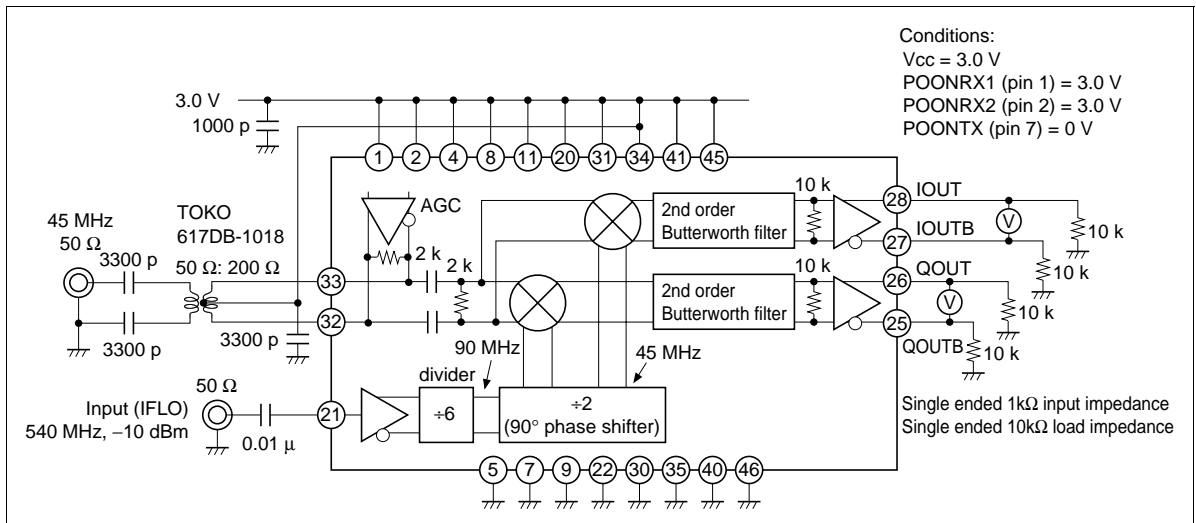 Conditions:
Vcc = 3.0 V
POONRX1 (pin 1) = 3.0 V
POONRX2 (pin 2) = 3.0 V
POONTX (pin 7) = 0 V
3.0 V
1000 p
1 2 4 8 11 20 31 34 41 45
AGC
2 k
2 k
45 MHz
50 Ω
3300 p
TOKO
617DB-1018
50 Ω: 200 Ω
3300 p
3300 p
33
32
2nd order
Butterworth filter
10 k
28
IOUT
27
IOUTB
V
10 k
10 k
2nd order
Butterworth filter
10 k
26
QOUT
25
QOUTB
V
10 k
10 k
90 MHz
45 MHz
divider
÷6
÷2
(90° phase shifter)
50 Ω
Input (IFLO)
540 MHz, –10 dBm
0.01 µ
21
Single ended 1kΩ input impedance
Single ended 10kΩ load impedance
5 7 9 22 30 35 40 46